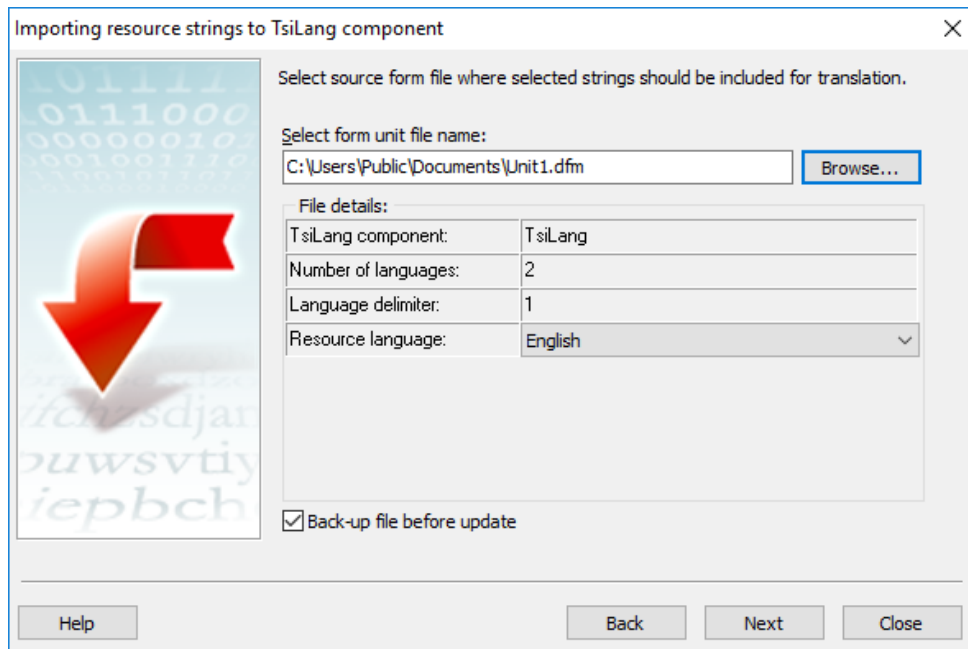 Importing resource strings to TsiLang component
Select source form file where selected strings should be included for translation.
Select form unit file name:
C:\Users\Public\Documents\Unit1.dfm
Browse...
File details:
TsiLang component: TsiLang
Number of languages: 2
Language delimiter: 1
Resource language: English
Back-up file before update
Help Back Next Close